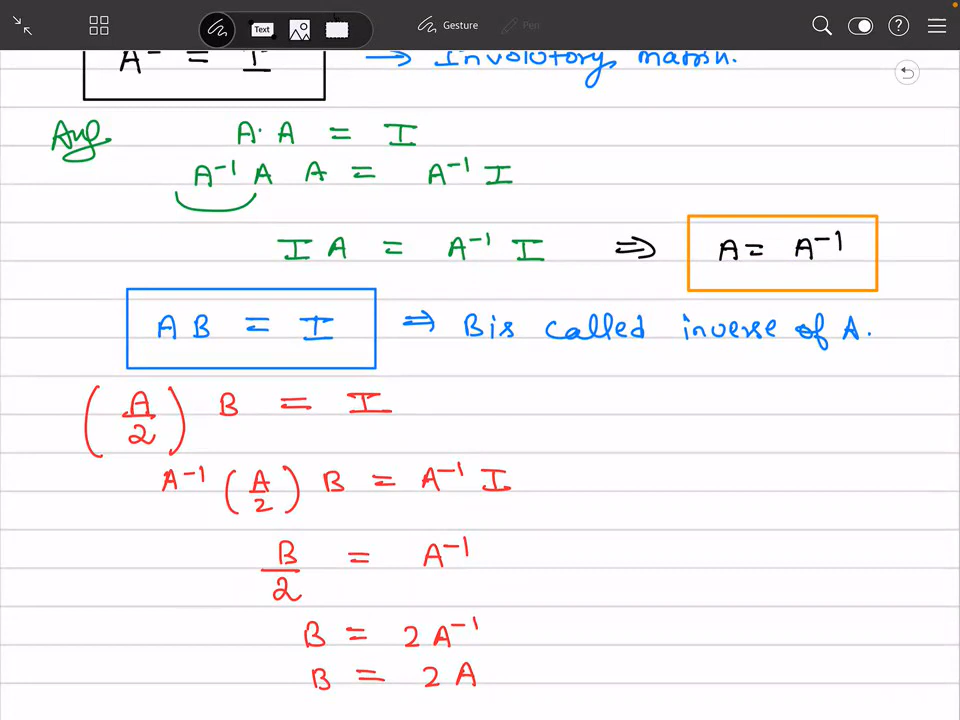 Text Gesture Pen
→ Involutory matrix.
Ans A·A = I
A⁻¹ A A = A⁻¹ I
I A = A⁻¹ I ⇒ A = A⁻¹
A B = I ⇒ B is called inverse of A.
(A/2) B = I
A⁻¹ (A/2) B = A⁻¹ I
B/2 = A⁻¹
B = 2 A⁻¹
B = 2 A